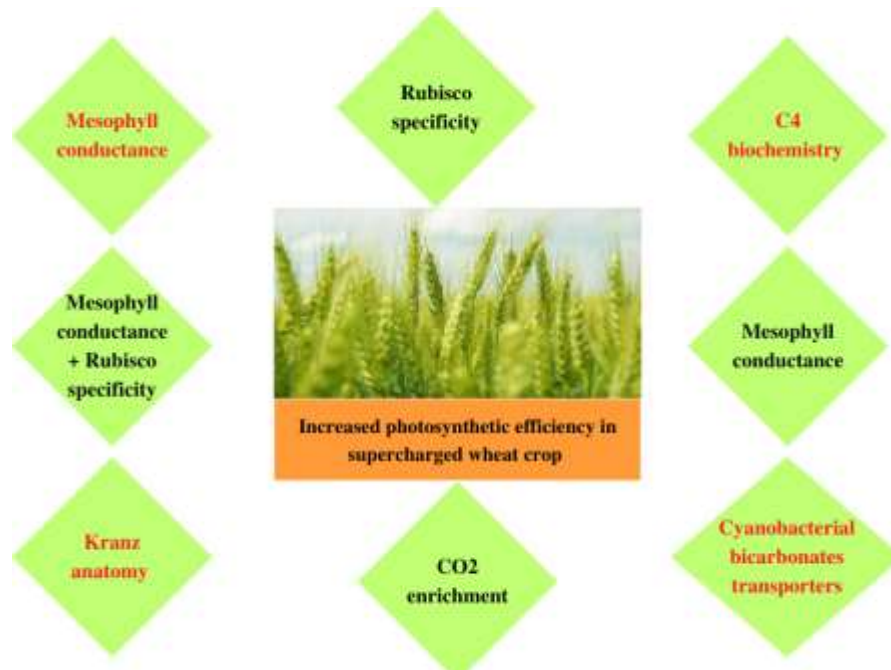 Mesophyll
conductance
Rubisco
specificity
C4
biochemistry
Mesophyll
conductance
+ Rubisco
specificity
Mesophyll
conductance
Increased photosynthetic efficiency in
supercharged wheat crop
Kranz
anatomy
CO2
enrichment
Cyanobacterial
bicarbonates
transporters